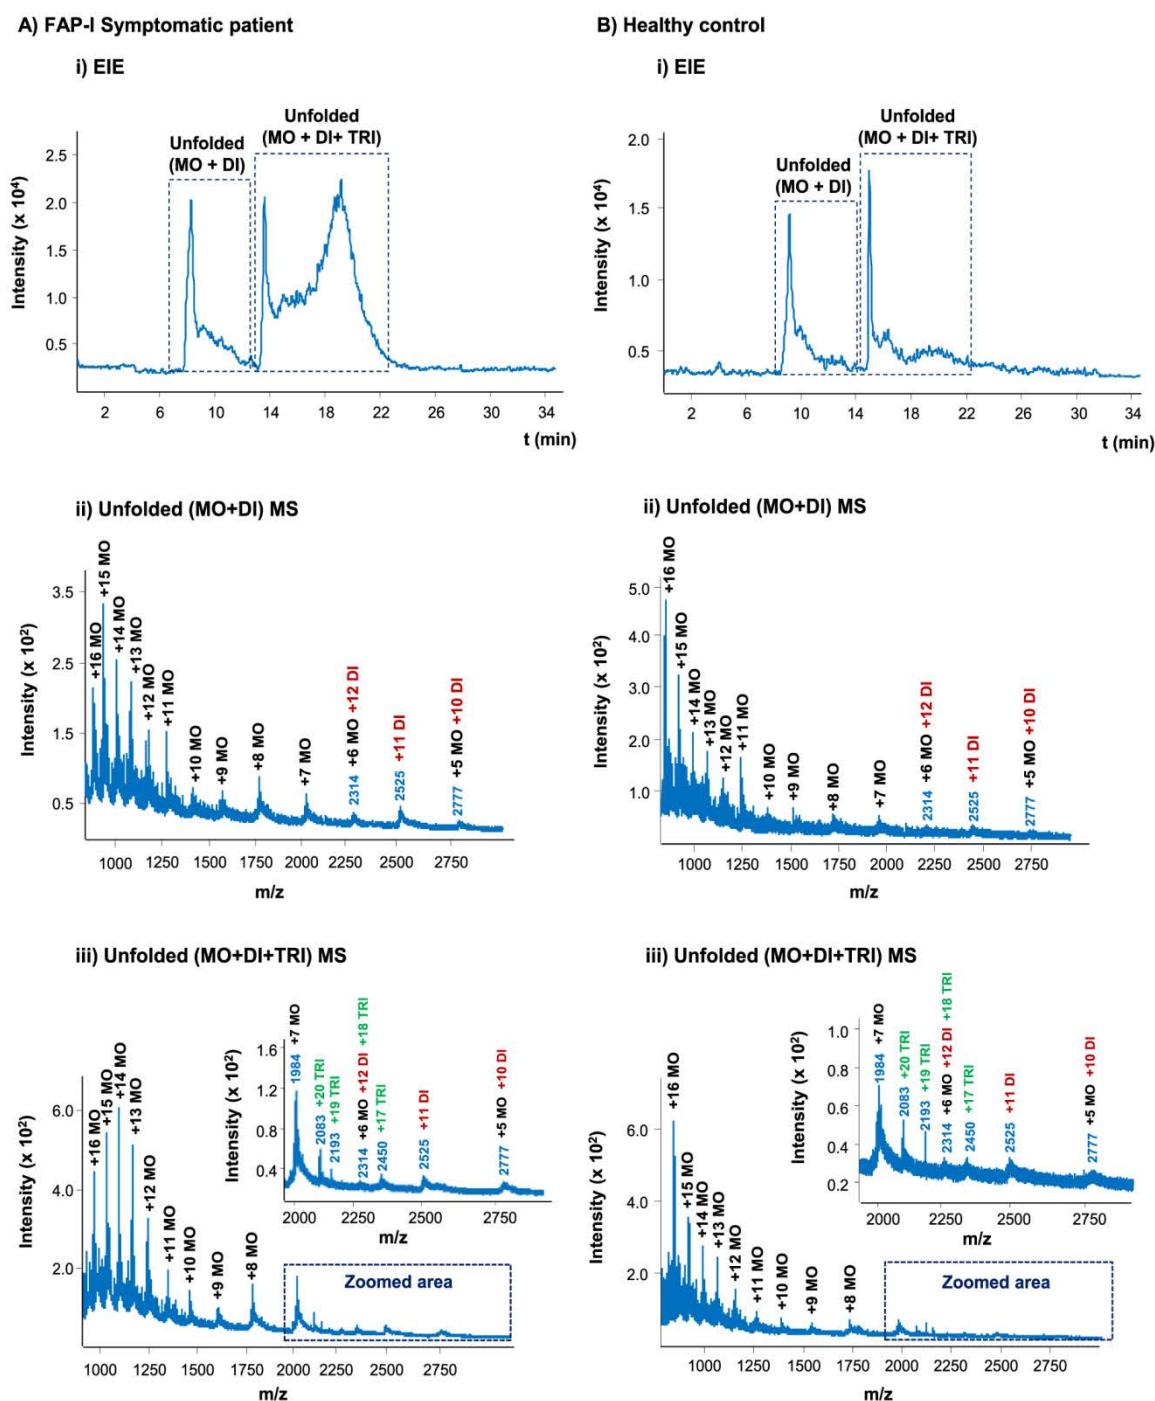 A) FAP-I Symptomatic patient
i) EIE
Unfolded
(MO + DI)
Unfolded
(MO + DI+ TRI)
Intensity (x 10⁴)
2.5
2.0
1.0
0.5
2
6
10
14
18
22
26
30
34
t (min)
ii) Unfolded (MO+DI) MS
Intensity (x 10²)
3.5
2.5
1.5
0.5
+16 MO
+15 MO
+14 MO
+13 MO
+12 MO
+11 MO
+10 MO
+9 MO
+8 MO
+7 MO
2314 +6 MO +12 DI
2525 +11 DI
2777 +5 MO +10 DI
1000
1250
1500
1750
2000
2250
2500
2750
m/z
iii) Unfolded (MO+DI+TRI) MS
Intensity (x 10²)
6.0
4.0
2.0
+16 MO
+15 MO
+14 MO
+13 MO
+12 MO
+11 MO
+10 MO
+9 MO
+8 MO
Intensity (x 10²)
1.6
1.2
0.8
0.4
1984 +7 MO
2083 +20 TRI
2193 +19 TRI
2314 +6 MO +12 DI +18 TRI
2450 +17 TRI
2525 +11 DI
2777 +5 MO +10 DI
2000
2250
2500
2750
Zoomed area
1000
1250
1500
1750
2000
2250
2500
2750
m/z
B) Healthy control
i) EIE
Unfolded
(MO + DI)
Unfolded
(MO + DI+ TRI)
Intensity (x 10⁴)
2.0
1.5
1.0
0.5
2
6
10
14
18
22
26
30
34
t (min)
ii) Unfolded (MO+DI) MS
Intensity (x 10²)
5.0
4.0
3.0
2.0
1.0
+16 MO
+15 MO
+14 MO
+13 MO
+12 MO
+11 MO
+10 MO
+9 MO
+8 MO
+7 MO
2314 +6 MO +12 DI
2525 +11 DI
2777 +5 MO +10 DI
1000
1250
1500
1750
2000
2250
2500
2750
m/z
iii) Unfolded (MO+DI+TRI) MS
Intensity (x 10²)
6.0
4.0
2.0
+16 MO
+15 MO
+14 MO
+13 MO
+12 MO
+11 MO
+10 MO
+9 MO
+8 MO
Intensity (x 10²)
1.0
0.8
0.6
0.4
0.2
1984 +7 MO
2083 +20 TRI
2193 +19 TRI
2314 +6 MO +12 DI +18 TRI
2450 +17 TRI
2525 +11 DI
2777 +5 MO +10 DI
2000
2250
2500
2750
Zoomed area
1000
1250
1500
1750
2000
2250
2500
2750
m/z